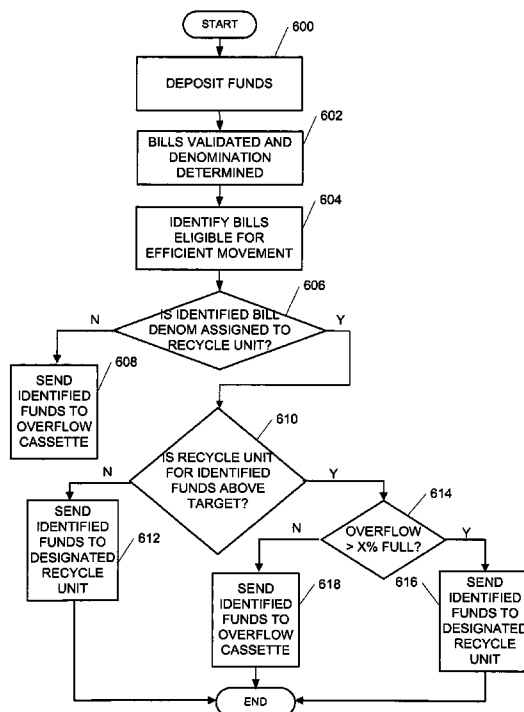 START
600
DEPOSIT FUNDS
602
BILLS VALIDATED AND
DENOMINATION
DETERMINED
604
IDENTIFY BILLS
ELIGIBLE FOR
EFFICIENT MOVEMENT
606
N
IS IDENTIFIED BILL
DENOM ASSIGNED TO
RECYCLE UNIT?
Y
608
SEND
IDENTIFIED
FUNDS TO
OVERFLOW
CASSETTE
610
IS RECYCLE UNIT
FOR IDENTIFIED
FUNDS ABOVE
TARGET?
N
Y
612
SEND
IDENTIFIED
FUNDS TO
DESIGNATED
RECYCLE
UNIT
614
N
OVERFLOW
> X% FULL?
Y
618
SEND
IDENTIFIED
FUNDS TO
OVERFLOW
CASSETTE
616
SEND
IDENTIFIED
FUNDS TO
DESIGNATED
RECYCLE
UNIT
END